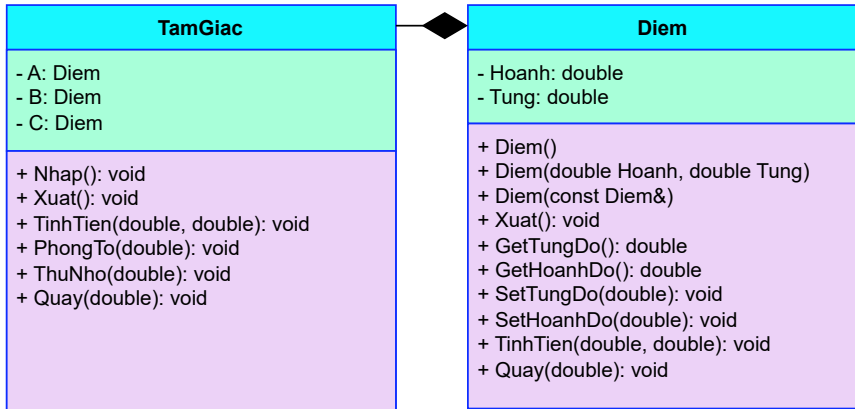 TamGiac
- A: Diem
- B: Diem
- C: Diem
+ Nhap(): void
+ Xuat(): void
+ TinhTien(double, double): void
+ PhongTo(double): void
+ ThuNho(double): void
+ Quay(double): void
Diem
- Hoanh: double
- Tung: double
+ Diem()
+ Diem(double Hoanh, double Tung)
+ Diem(const Diem&)
+ Xuat(): void
+ GetTungDo(): double
+ GetHoanhDo(): double
+ SetTungDo(double): void
+ SetHoanhDo(double): void
+ TinhTien(double, double): void
+ Quay(double): void